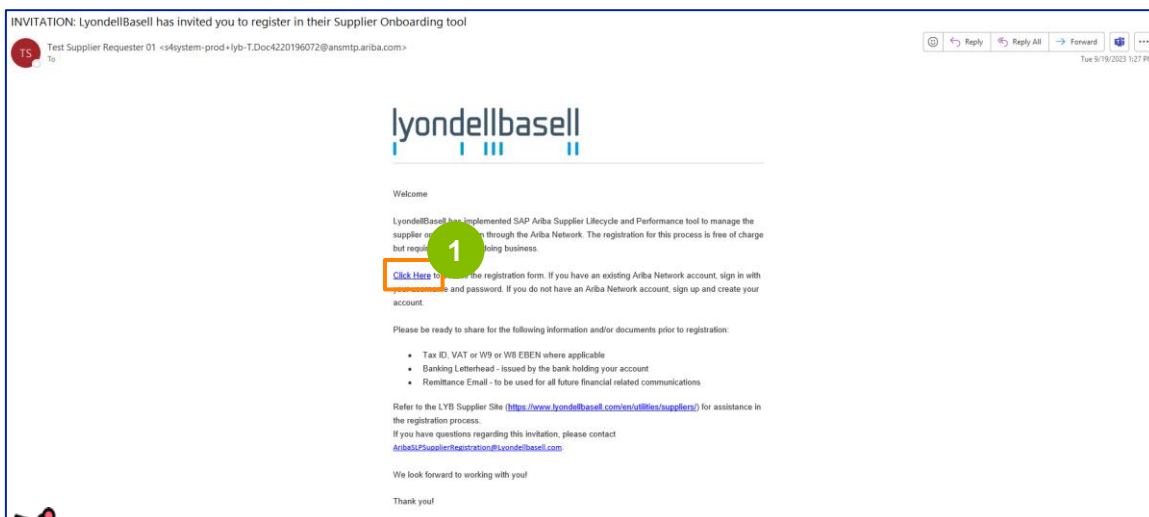 INVITATION: LyondellBasell has invited you to register in their Supplier Onboarding tool
TS
Test Supplier Requester 01 <s4system-prod+lyb-T.Doc4220196072@ansmtp.ariba.com>
To
Reply
Reply All
Forward
Tue 9/19/2023 1:27 PM
lyondellbasell
Welcome
LyondellBasell has implemented SAP Ariba Supplier Lifecycle and Performance tool to manage the
supplier through the Ariba Network. The registration for this process is free of charge
but doing business.
1
Click Here the registration form. If you have an existing Ariba Network account, sign in with
your username and password. If you do not have an Ariba Network account, sign up and create your
account.
Please be ready to share for the following information and/or documents prior to registration:
• Tax ID, VAT or W9 or W8 EBEN where applicable
• Banking Letterhead - issued by the bank holding your account
• Remittance Email - to be used for all future financial related communications
Refer to the LYB Supplier Site (https://www.lyondellbasell.com/en/utilities/suppliers/) for assistance in
the registration process.
If you have questions regarding this invitation, please contact
AribaSLPSupplierRegistration@Lyondellbasell.com.
We look forward to working with you!
Thank you!